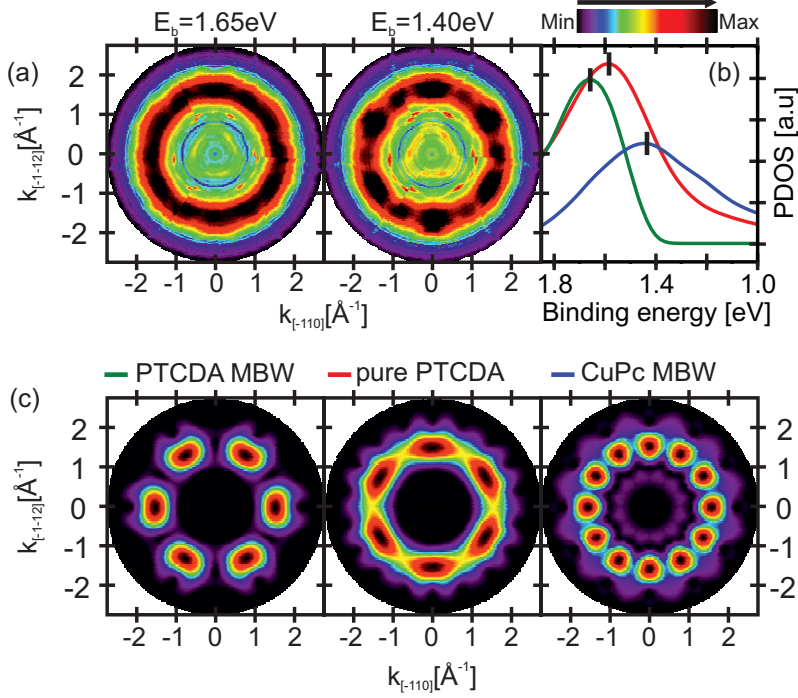 E_b=1.65eV E_b=1.40eV Min Max
(a) (b)
2
1
0
-1
-2
k_[-1-12][Å⁻¹]
-2 -1 0 1 2 -2 -1 0 1 2
k_[-110][Å⁻¹]
1.8 1.4 1.0
Binding energy [eV]
PDOS [a.u]
PTCDA MBW pure PTCDA CuPc MBW
(c)
2
1
0
-1
-2
k_[-1-12][Å⁻¹]
2
1
0
-1
-2
-2 -1 0 1 2 -2 -1 0 1 2 -2 -1 0 1 2
k_[-110][Å⁻¹]